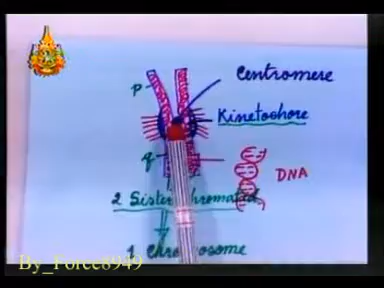 Centromere
p
Kinetochore
q
DNA
2 Sister chromatid
1 Chromosome
By_Force8949